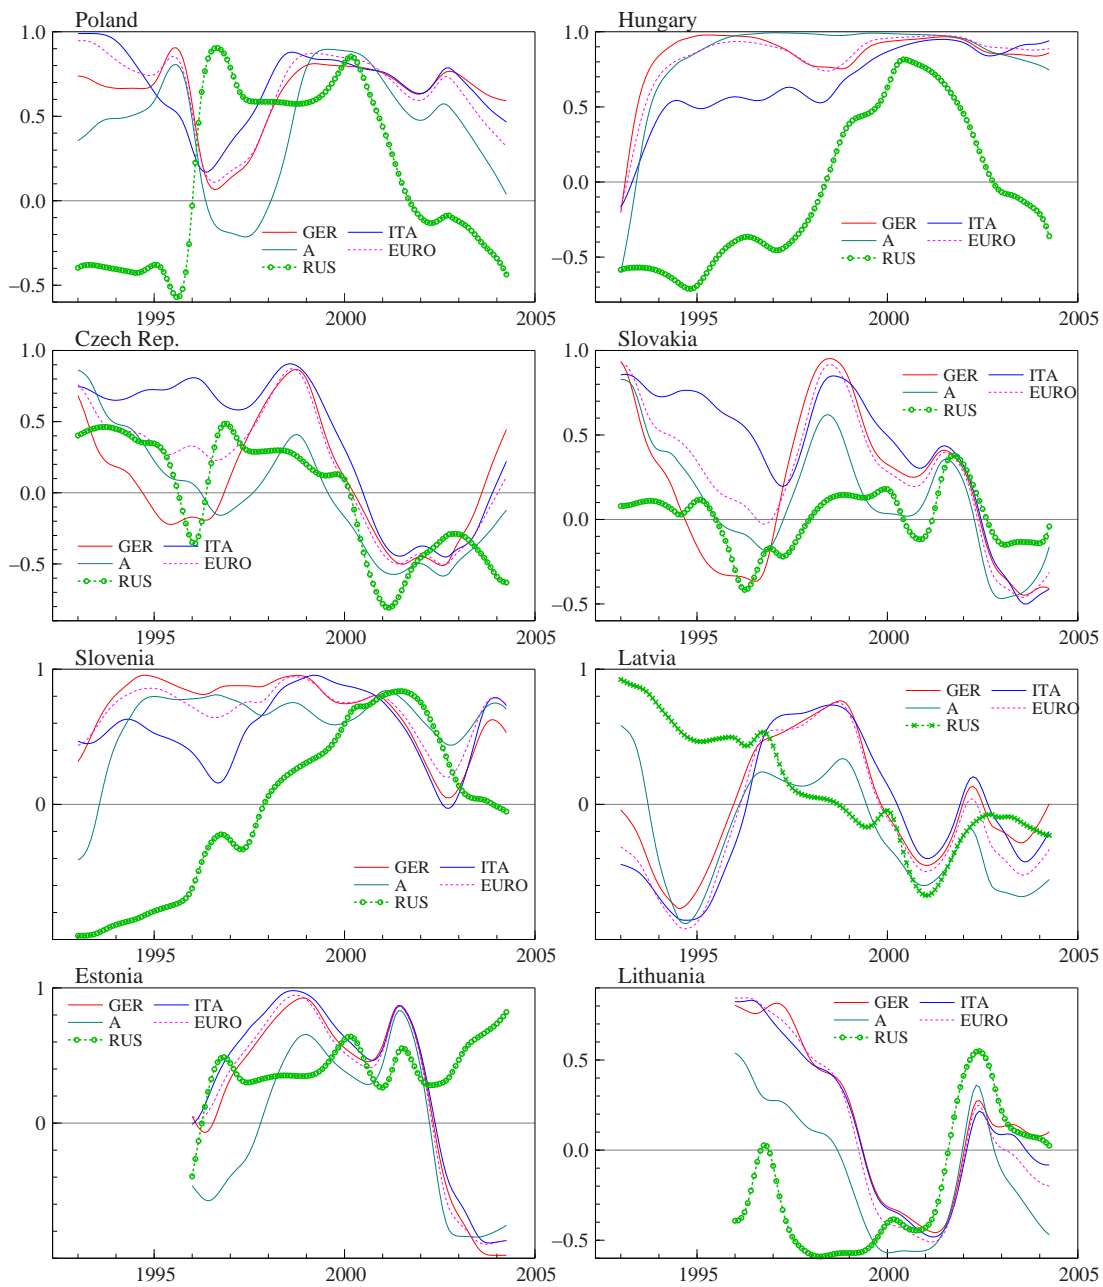 Poland
1.0
0.5
0.0
−0.5
GER ITA
A EURO
RUS
1995 2000 2005
Hungary
1.0
0.5
0.0
−0.5
GER ITA
A EURO
RUS
1995 2000 2005
Czech Rep.
1.0
0.5
0.0
−0.5
GER ITA
A EURO
RUS
1995 2000 2005
Slovakia
1.0
0.5
0.0
−0.5
GER ITA
A EURO
RUS
1995 2000 2005
Slovenia
1
0
GER ITA
A EURO
RUS
1995 2000 2005
Latvia
1
0
GER ITA
A EURO
RUS
1995 2000 2005
Estonia
1
0
GER ITA
A EURO
RUS
1995 2000 2005
Lithuania
0.5
0.0
−0.5
GER ITA
A EURO
RUS
1995 2000 2005